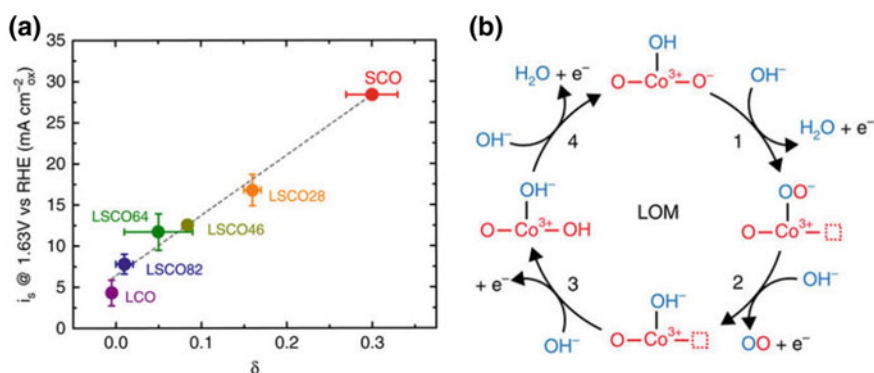 (a)
i_s @ 1.63V vs RHE (mA cm⁻²_ox)
35
30
25
20
15
10
5
0
SCO
LSCO28
LSCO64
LSCO46
LSCO82
LCO
0.0 0.1 0.2 0.3
δ
(b)
OH
O Co³⁺ O⁻
H₂O + e⁻
OH⁻
OH⁻
4
1
H₂O + e⁻
OH⁻
O Co³⁺ OH
LOM
OO⁻
O Co³⁺
+ e⁻
3
2
OH⁻
OH⁻
OH⁻
O Co³⁺
OO + e⁻